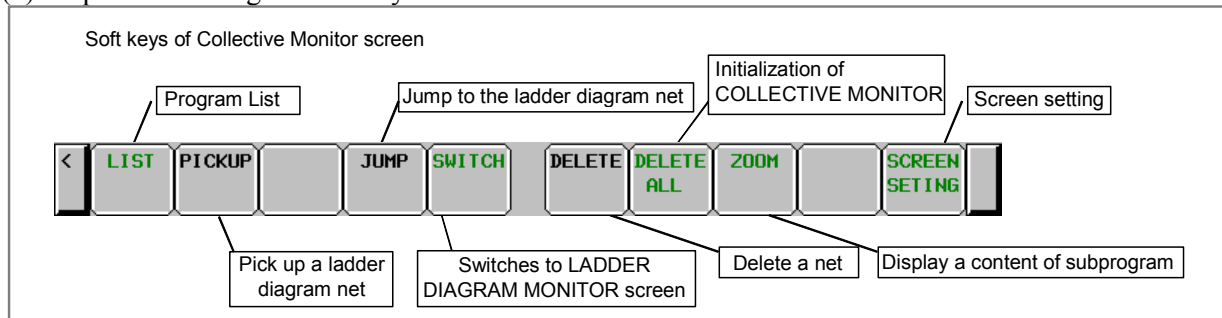 Soft keys of Collective Monitor screen
Program List
Jump to the ladder diagram net
Initialization of
COLLECTIVE MONITOR
Screen setting
< LIST PICKUP JUMP SWITCH DELETE DELETE ZOOM SCREEN
ALL SETING
Pick up a ladder
diagram net
Switches to LADDER
DIAGRAM MONITOR screen
Delete a net
Display a content of subprogram